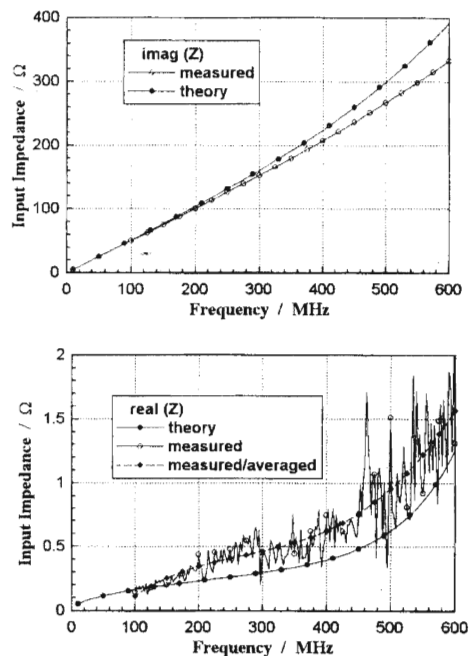 400
300
200
100
0
Input Impedance / Ω
imag (Z)
measured
theory
0 100 200 300 400 500 600
Frequency / MHz
2
1.5
1
0.5
0
Input Impedance / Ω
real (Z)
theory
measured
measured/averaged
0 100 200 300 400 500 600
Frequency / MHz